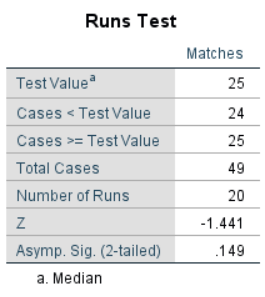 Runs Test
Matches
Test Valueᵃ 25
Cases < Test Value 24
Cases >= Test Value 25
Total Cases 49
Number of Runs 20
Z -1.441
Asymp. Sig. (2-tailed) .149
a. Median